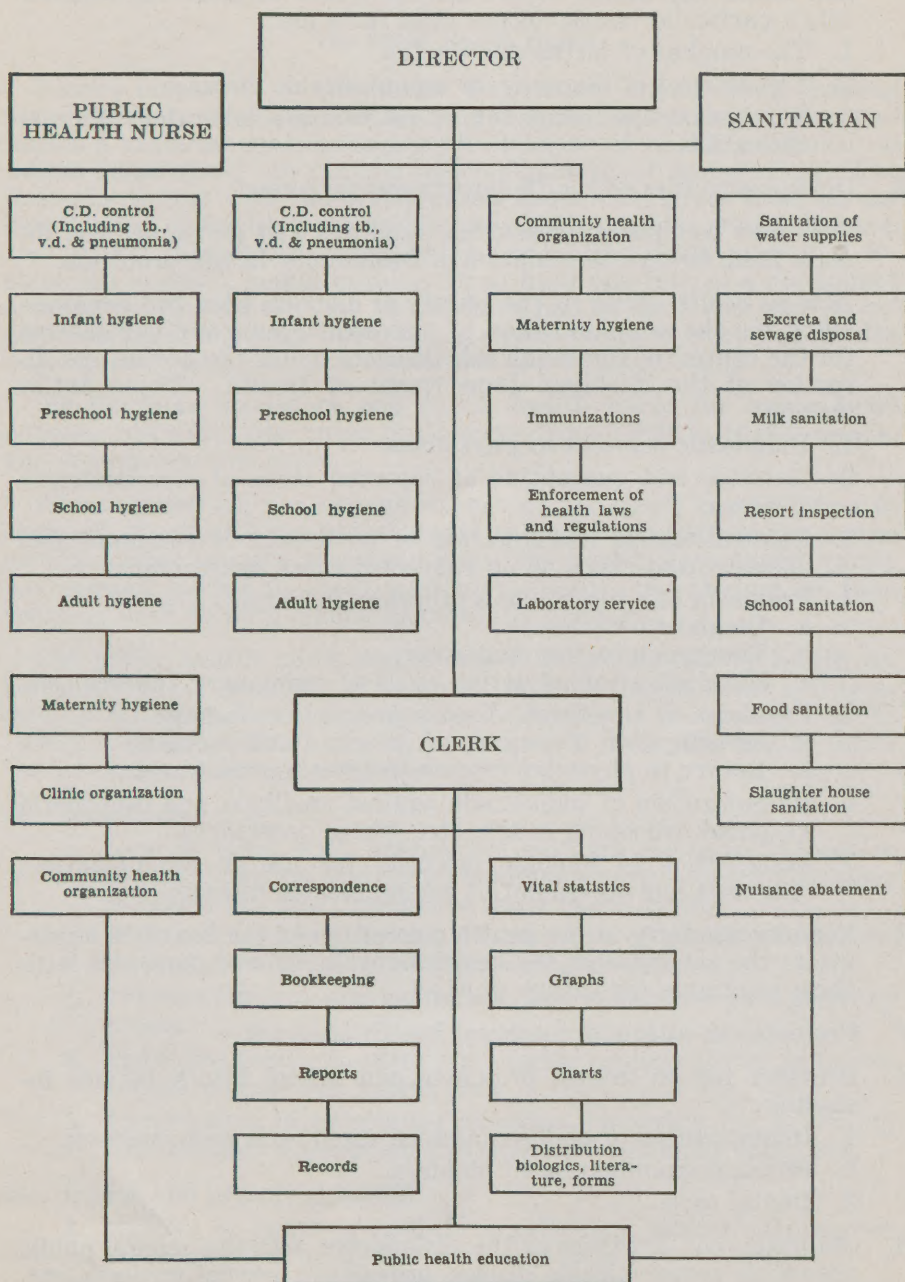 DIRECTOR
PUBLIC
HEALTH NURSE
SANITARIAN
C.D. control
(Including tb.,
v.d. & pneumonia)
Infant hygiene
Preschool hygiene
School hygiene
Adult hygiene
Maternity hygiene
Clinic organization
Community health
organization
C.D. control
(Including tb.,
v.d. & pneumonia)
Infant hygiene
Preschool hygiene
School hygiene
Adult hygiene
Community health
organization
Maternity hygiene
Immunizations
Enforcement of
health laws
and regulations
Laboratory service
Sanitation of
water supplies
Excreta and
sewage disposal
Milk sanitation
Resort inspection
School sanitation
Food sanitation
Slaughter house
sanitation
Nuisance abatement
CLERK
Correspondence
Bookkeeping
Reports
Records
Vital statistics
Graphs
Charts
Distribution
biologics, litera-
ture, forms
Public health education